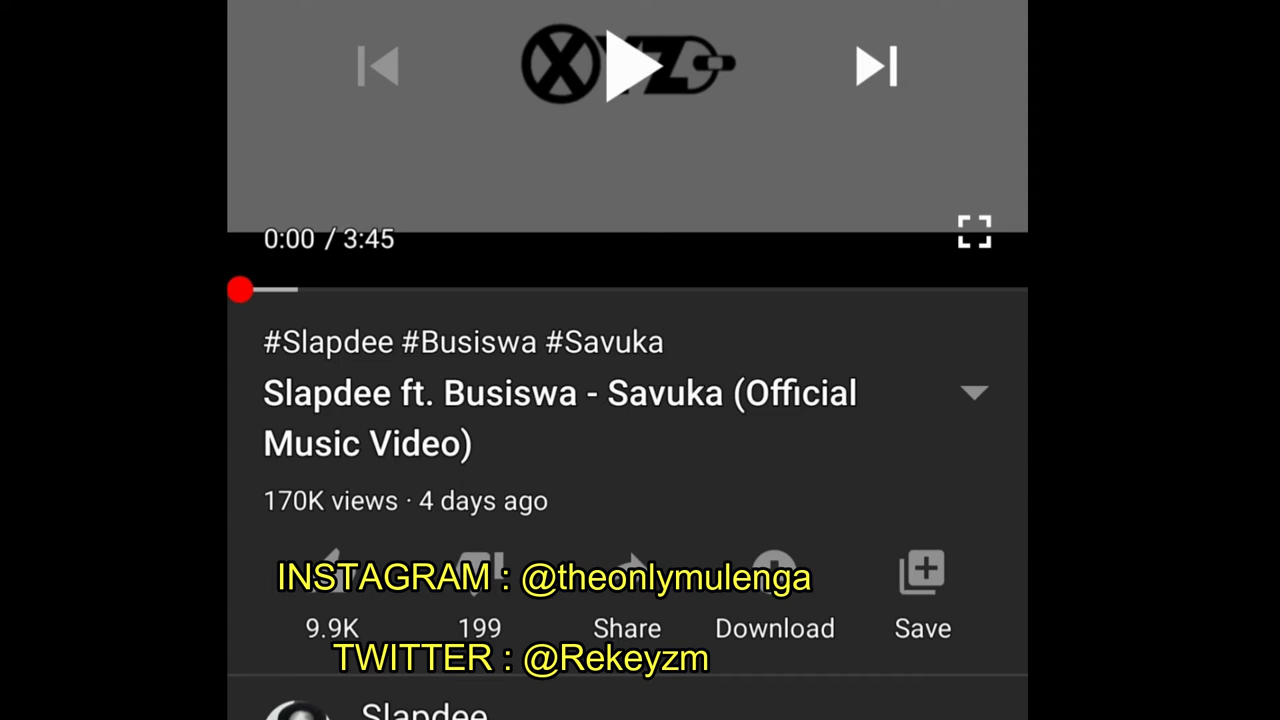 XYZ
0:00 / 3:45
#Slapdee #Busiswa #Savuka
Slapdee ft. Busiswa - Savuka (Official
Music Video)
170K views · 4 days ago
INSTAGRAM : @theonlymulenga
9.9K 199 Share Download Save
TWITTER : @Rekeyzm
Slapdee